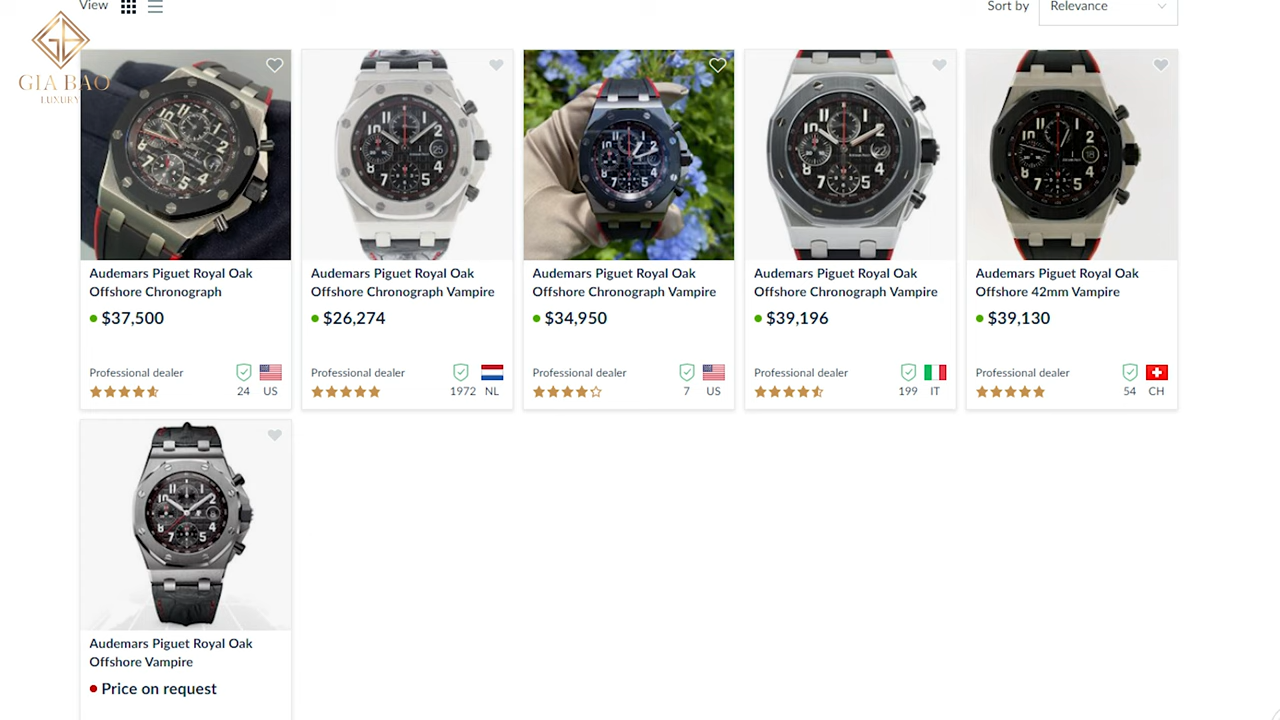 View
Sort by
Relevance
GIA BAO
LUXURY
Audemars Piguet Royal Oak
Offshore Chronograph
$37,500
Professional dealer
24 US
Audemars Piguet Royal Oak
Offshore Chronograph Vampire
$26,274
Professional dealer
1972 NL
Audemars Piguet Royal Oak
Offshore Chronograph Vampire
$34,950
Professional dealer
7 US
Audemars Piguet Royal Oak
Offshore Chronograph Vampire
$39,196
Professional dealer
199 IT
Audemars Piguet Royal Oak
Offshore 42mm Vampire
$39,130
Professional dealer
54 CH
Audemars Piguet Royal Oak
Offshore Vampire
Price on request